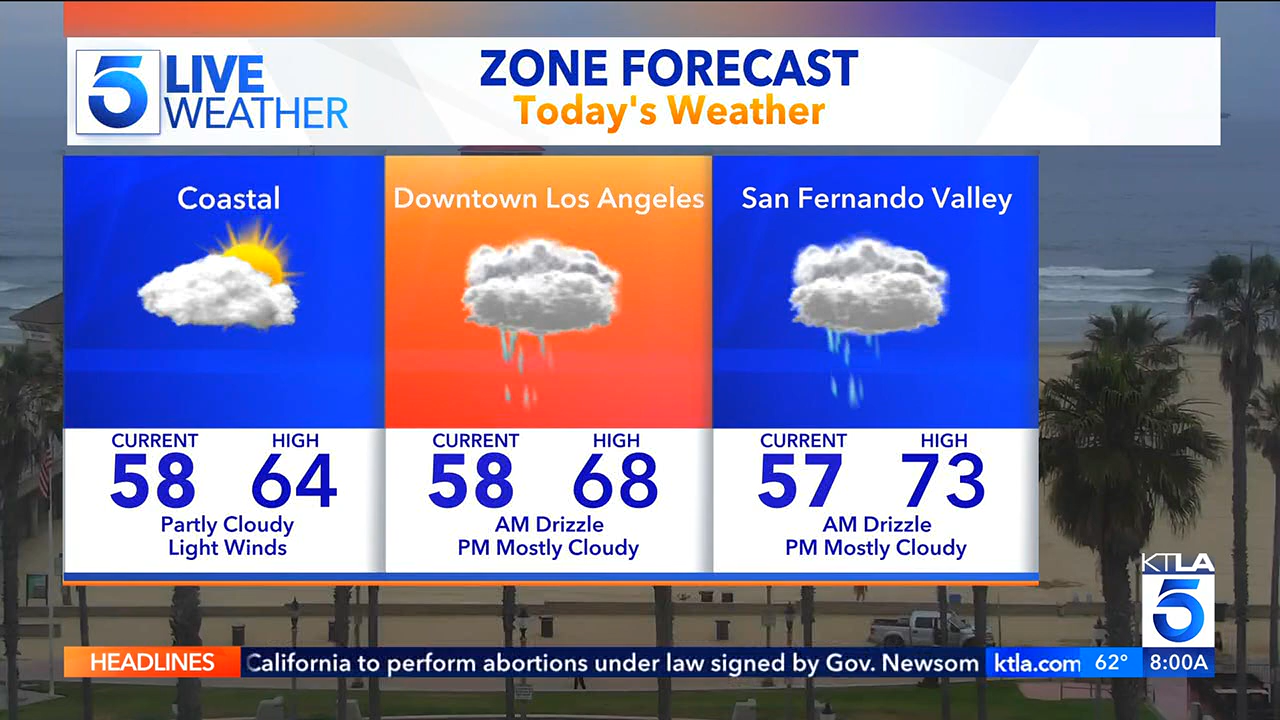 5 LIVE
WEATHER
ZONE FORECAST
Today's Weather
Coastal
Downtown Los Angeles
San Fernando Valley
CURRENT HIGH
58 64
Partly Cloudy
Light Winds
CURRENT HIGH
58 68
AM Drizzle
PM Mostly Cloudy
CURRENT HIGH
57 73
AM Drizzle
PM Mostly Cloudy
KTLA
5
HEADLINES California to perform abortions under law signed by Gov. Newsom ktla.com 62° 8:00A